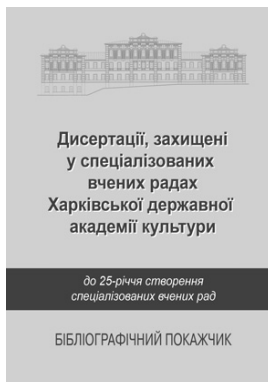 Дисертації, захищені
у спеціалізованих
вчених радах
Харківської державної
академії культури
до 25-річчя створення
спеціалізованих вчених рад
БІБЛІОГРАФІЧНИЙ ПОКАЖЧИК